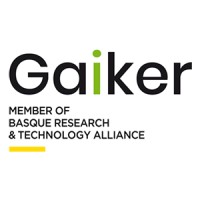 Gaiker
MEMBER OF
BASQUE RESEARCH
& TECHNOLOGY ALLIANCE